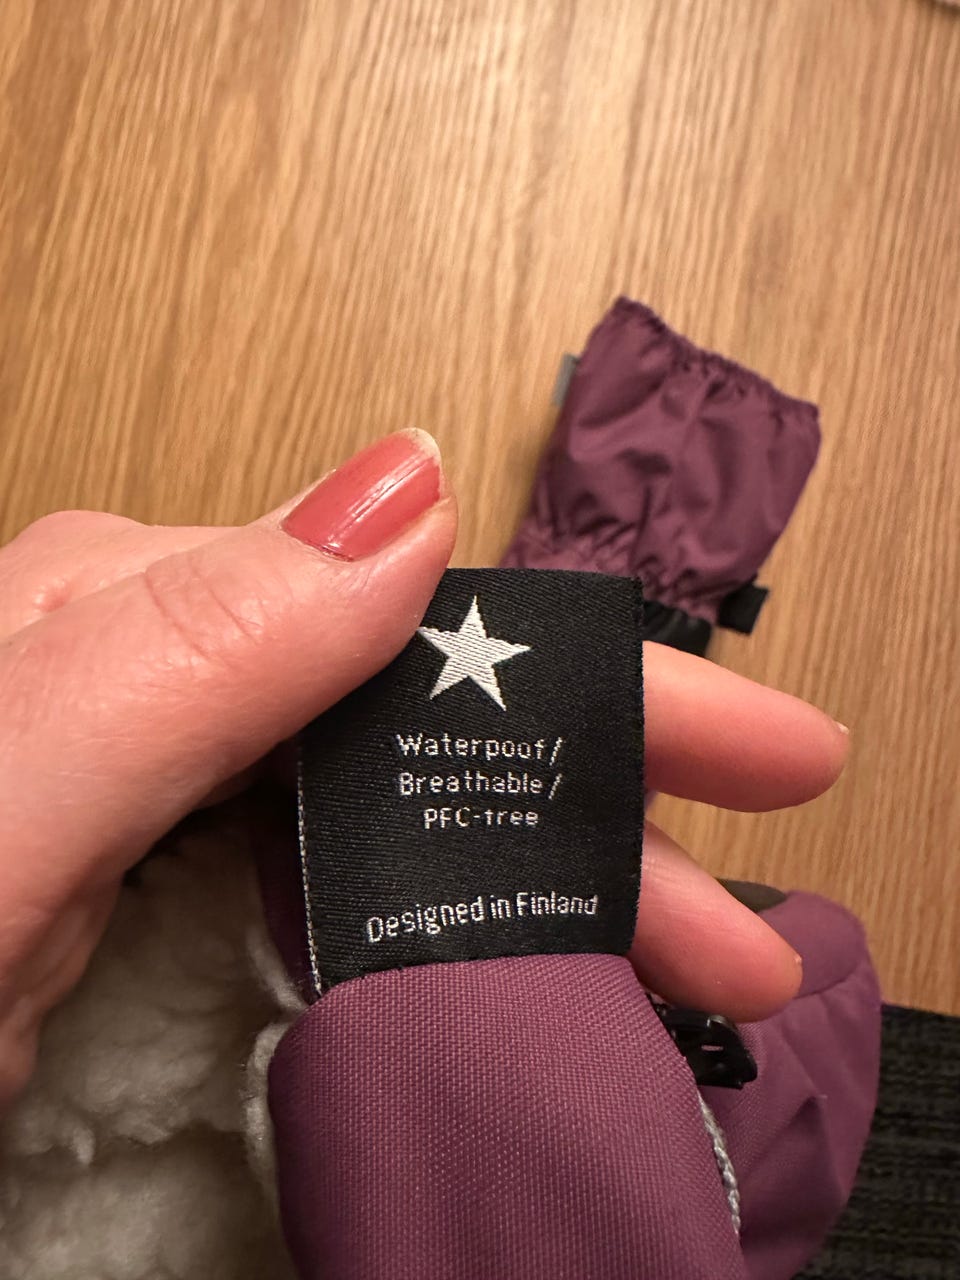 Waterpoof/
Breathable/
PFC-free
Designed in Finland